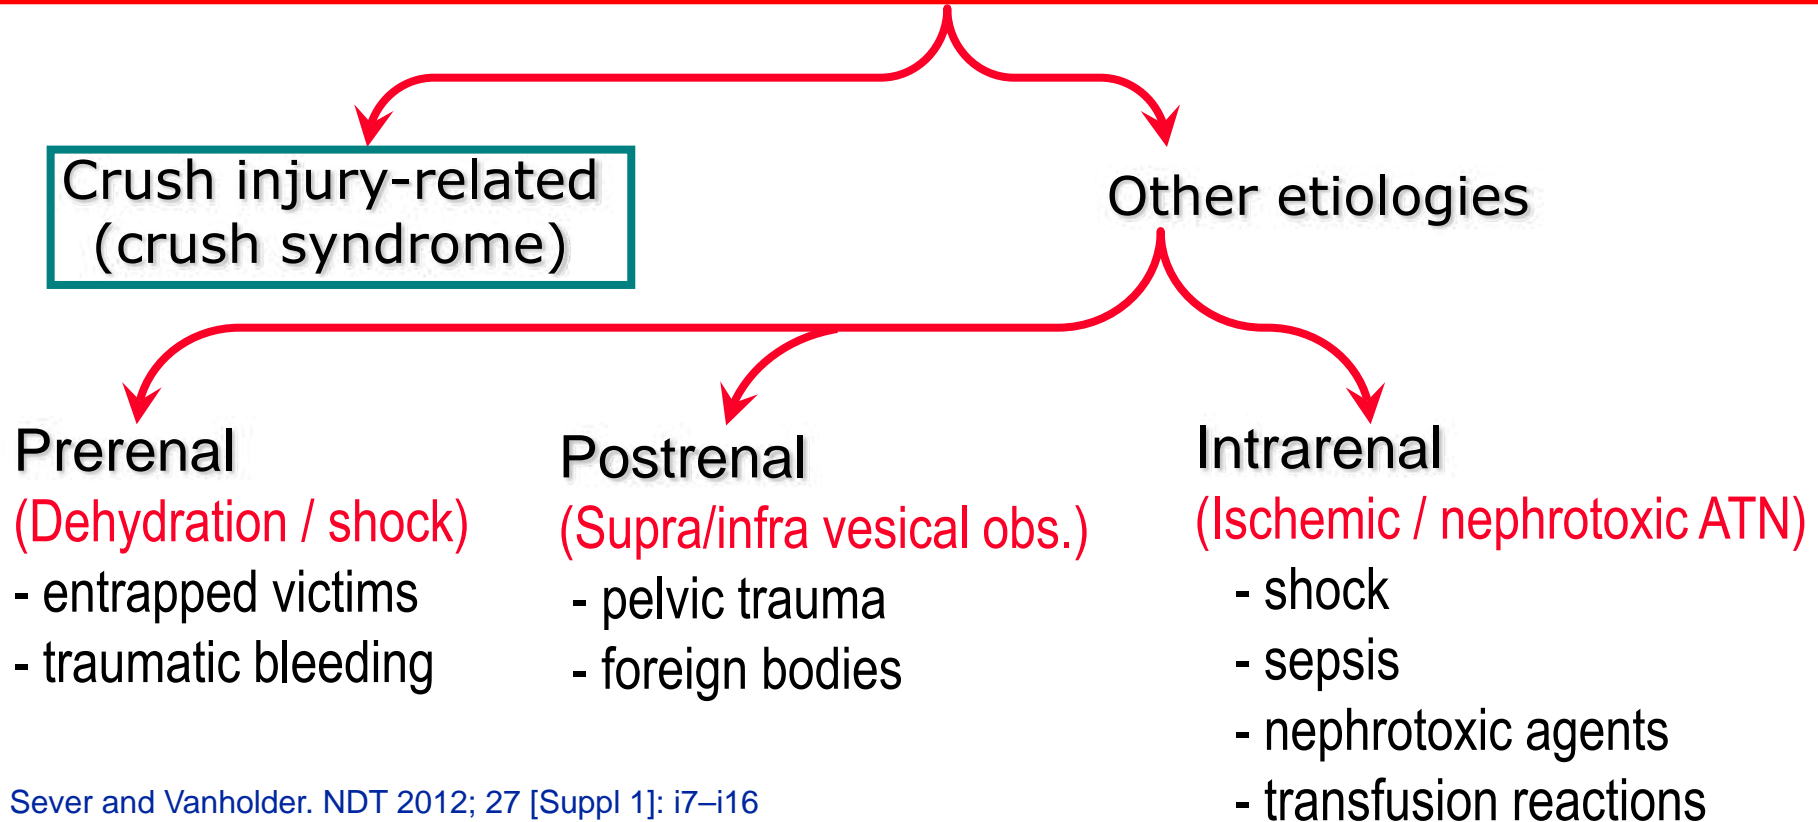 Crush injury-related
(crush syndrome)
Other etiologies
Prerenal
(Dehydration / shock)
- entrapped victims
- traumatic bleeding
Postrenal
(Supra/infra vesical obs.)
- pelvic trauma
- foreign bodies
Intrarenal
(Ischemic / nephrotoxic ATN)
- shock
- sepsis
- nephrotoxic agents
- transfusion reactions
Sever and Vanholder. NDT 2012; 27 [Suppl 1]: i7–i16